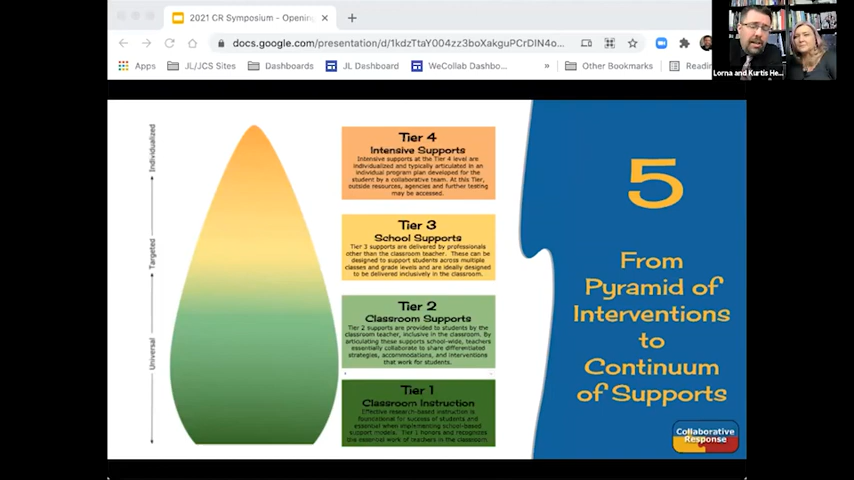 2021 CR Symposium - Opening
docs.google.com/presentation/d/1kdzTtaY004zz3boXakguPCrDIN4o...
Apps
JL/JCS Sites
Dashboards
JL Dashboard
WeCollab Dashbo...
»
Other Bookmarks
Readin
Lorna and Kurtis He...
Individualized
Targeted
Universal
Tier 4
Intensive Supports
Intensive supports at the Tier 4 level are
individualized and typically articulated in an
individual program plan developed for the
student by a collaborative team. At this Tier,
outside resources, agencies and further testing
may be accessed.
Tier 3
School Supports
Tier 3 supports are delivered by professionals
other than the classroom teacher. These can be
designed to support students across multiple
classes and grade levels and are ideally designed
to be delivered inclusively in the classroom.
Tier 2
Classroom Supports
Tier 2 supports are provided to students by the
classroom teacher, inclusive in the classroom. By
articulating these supports school-wide, teachers
essentially collaborate to share differentiated
strategies, accommodations, and interventions
that work for students.
Tier 1
Classroom Instruction
Effective research-based instruction is
foundational for success of students and
essential when implementing school-based
support models. Tier 1 honors and recognizes
the essential work of teachers in the classroom.
5
From
Pyramid of
Interventions
to
Continuum
of Supports
Collaborative
Response